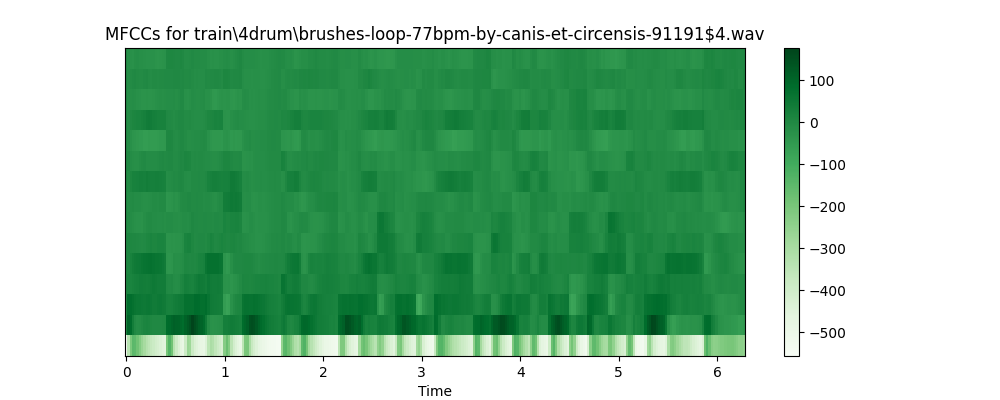 MFCCs for train\4drum\brushes-loop-77bpm-by-canis-et-circensis-91191$4.wav
100
0
−100
−200
−300
−400
−500
0 1 2 3 4 5 6
Time